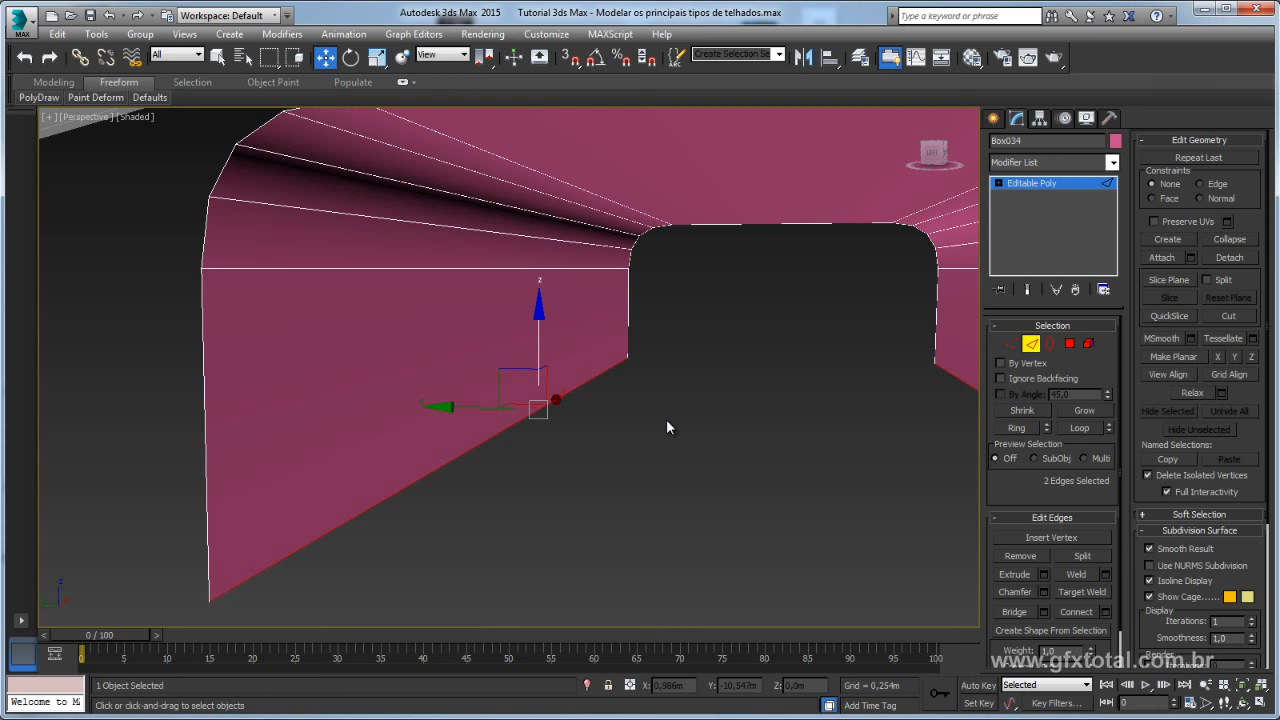 Autodesk 3ds Max 2015 Tutorial 3ds Max - Modelar os principais tipos de telhados.max
Workspace: Default
Type a keyword or phrase
MAX
Edit Tools Group Views Create Modifiers Animation Graph Editors Rendering Customize MAXScript Help
All View Create Selection Se
Modeling Freeform Selection Object Paint Populate
PolyDraw Paint Deform Defaults
[+] [Perspective] [Shaded]
z
Box034
Modifier List
Editable Poly
Selection
By Vertex
Ignore Backfacing
By Angle: 45,0
Shrink Grow
Ring Loop
Preview Selection
Off SubObj Multi
2 Edges Selected
Edit Edges
Insert Vertex
Remove Split
Extrude Weld
Chamfer Target Weld
Bridge Connect
Create Shape From Selection
Weight: 1,0
Edit Geometry
Repeat Last
Constraints
None Edge
Face Normal
Preserve UVs
Create Collapse
Attach Detach
Slice Plane Split
Slice Reset Plane
QuickSlice Cut
MSmooth Tessellate
Make Planar X Y Z
View Align Grid Align
Relax
Hide Selected Unhide All
Hide Unselected
Named Selections:
Copy Paste
Delete Isolated Vertices
Full Interactivity
Soft Selection
Subdivision Surface
Smooth Result
Use NURMS Subdivision
Isoline Display
Show Cage......
Display
Iterations: 1
Smoothness: 1,0
Render
www.gfxtotal.com.br
0 / 100
0 5 10 15 20 25 30 35 40 45 50 55 60 65 70 75 80 85 90 95 100
1 Object Selected X: 0,986m Y: -10,547m Z: 0,0m Grid = 0,254m Auto Key Selected
Welcome to M Click or click-and-drag to select objects Add Time Tag Set Key Key Filters... 0